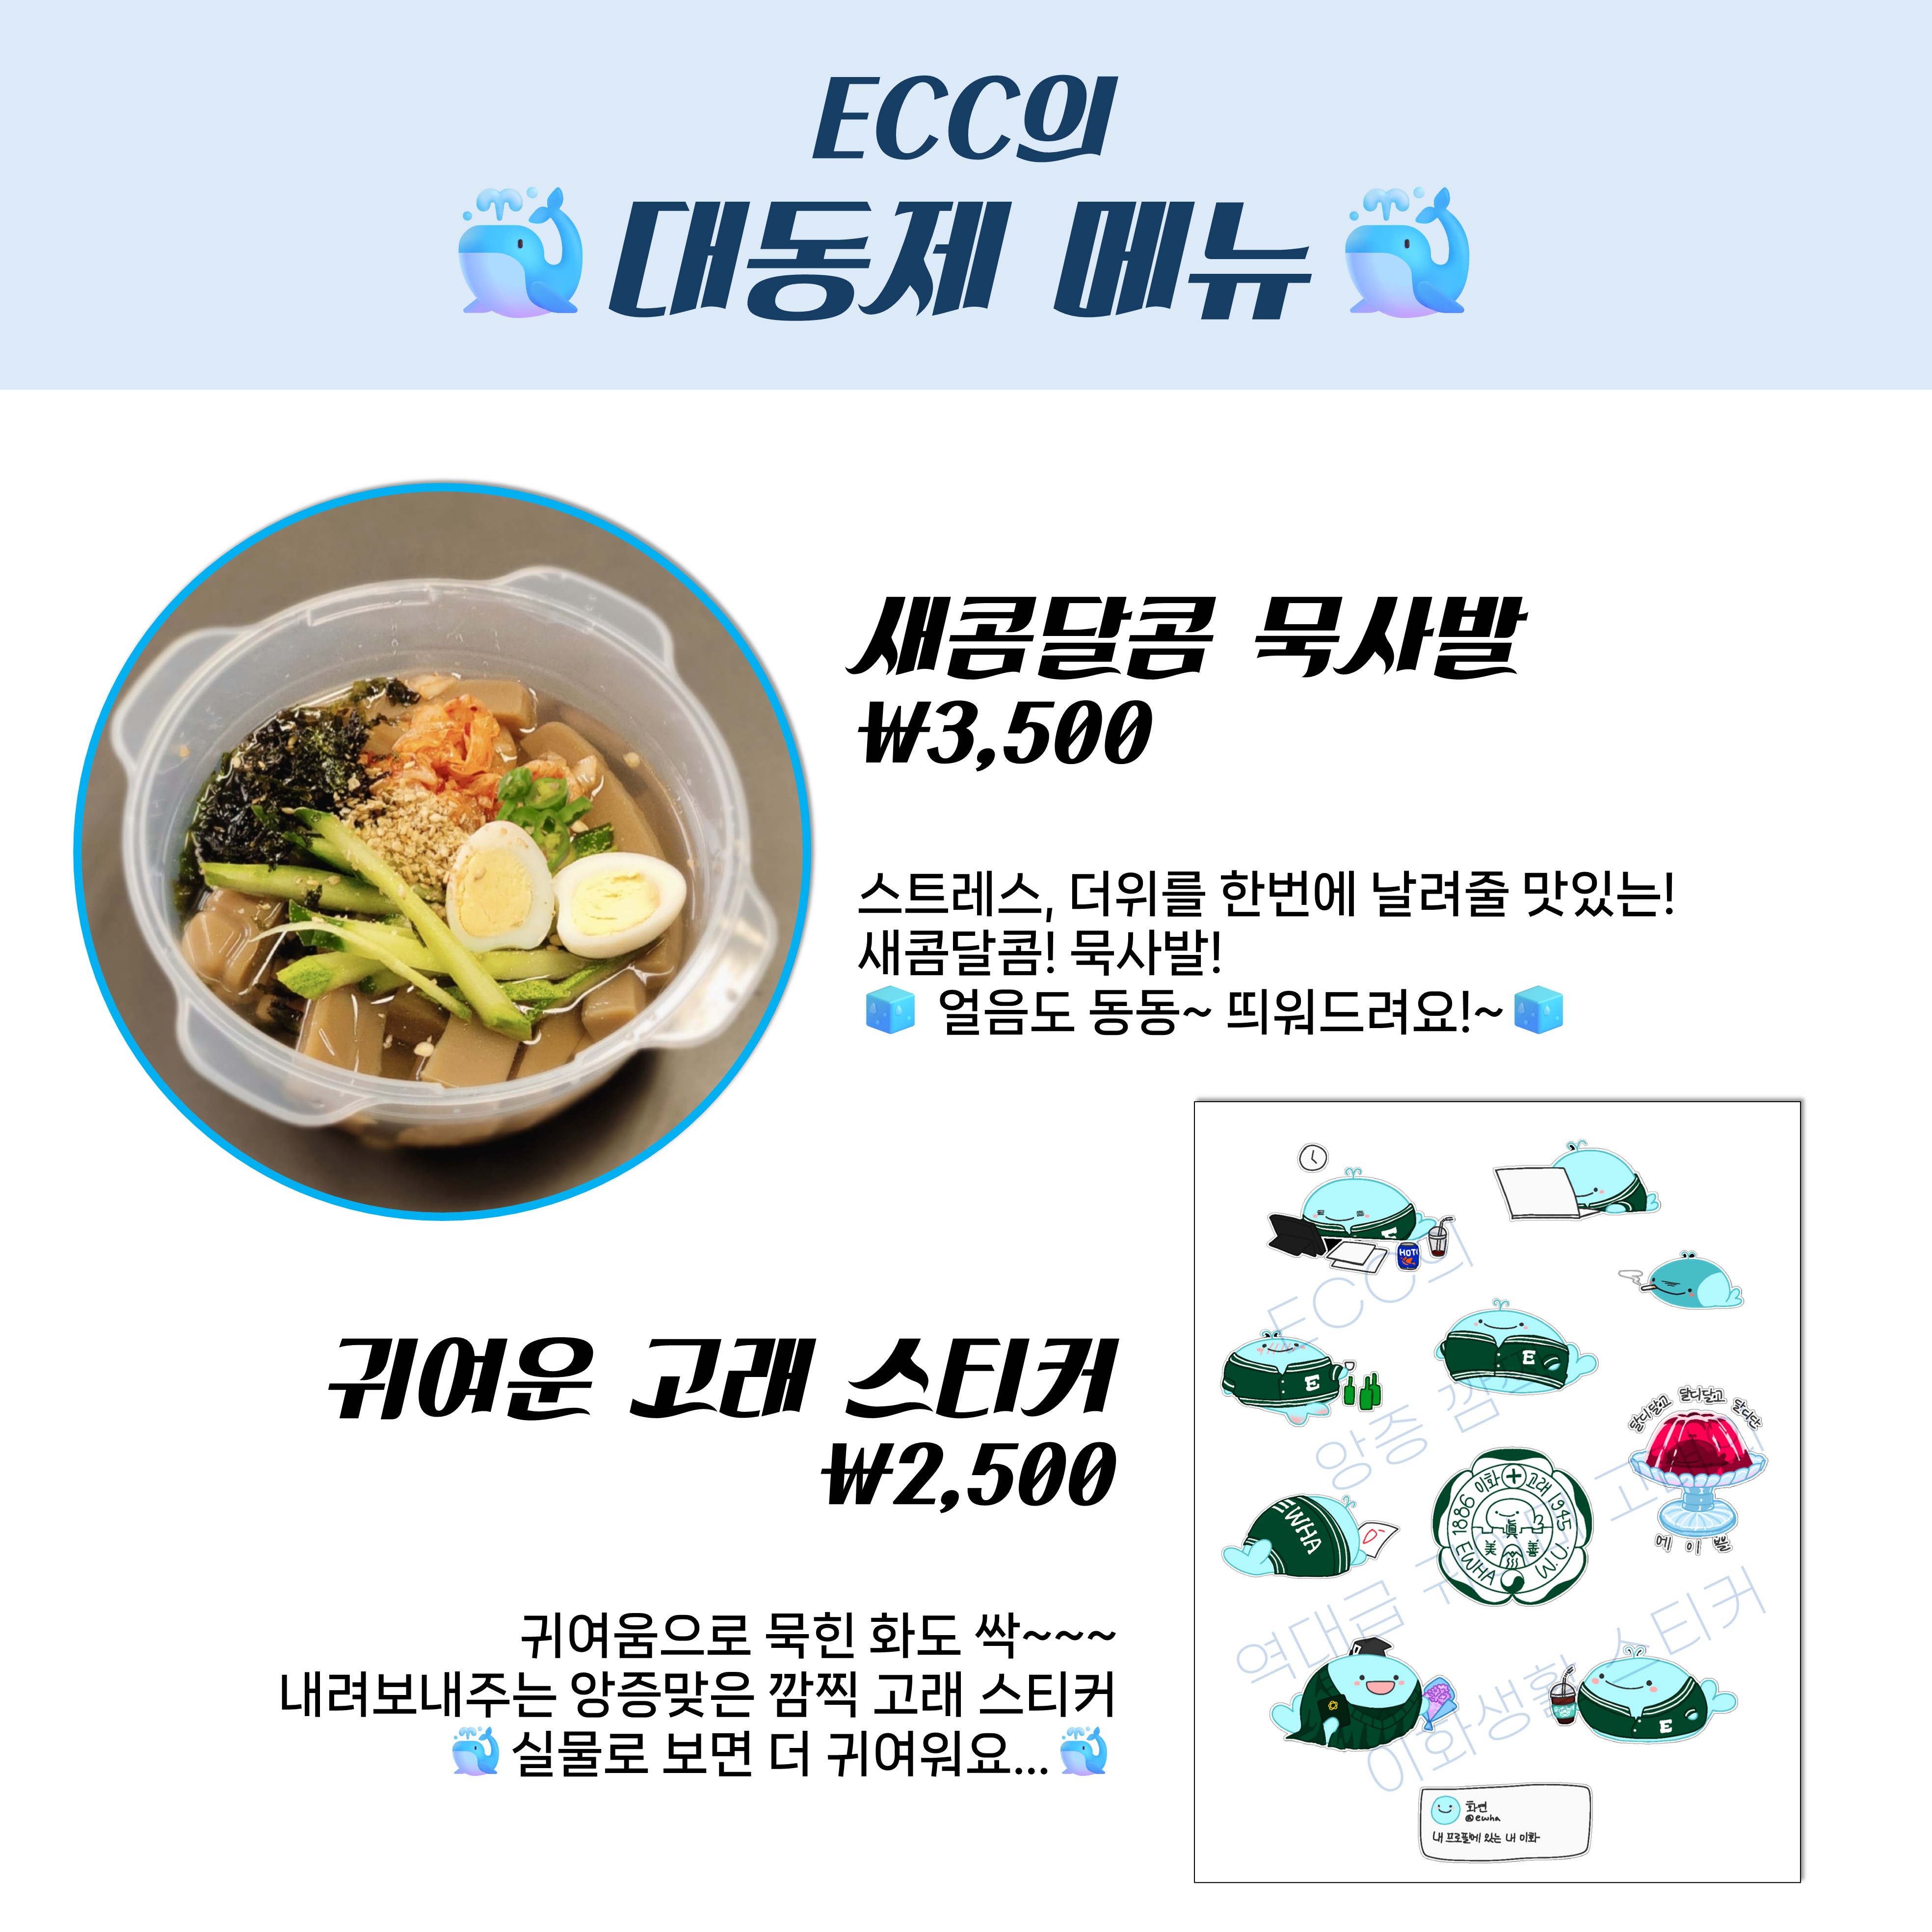 ECC의
대동제 메뉴
새콤달콤 묵사발
₩3,500
스트레스, 더위를 한번에 날려줄 맛있는!
새콤달콤! 묵사발!
얼음도 동동~ 띄워드려요!~
귀여운 고래 스티커
₩2,500
귀여움으로 묵힌 화도 싹~~~
내려보내주는 앙증맞은 깜찍 고래 스티커
실물로 보면 더 귀여워요...
HOT
E
E
E
달디달고 달디달고 달디단
메이뻘
EWHA
1886 이화 고래 1945
眞
美 善
EWHA W.U.
E
ECC의
앙증
역대급
이화생활 스티커
화연
@ewha
내 프로필에 있는 내 이화